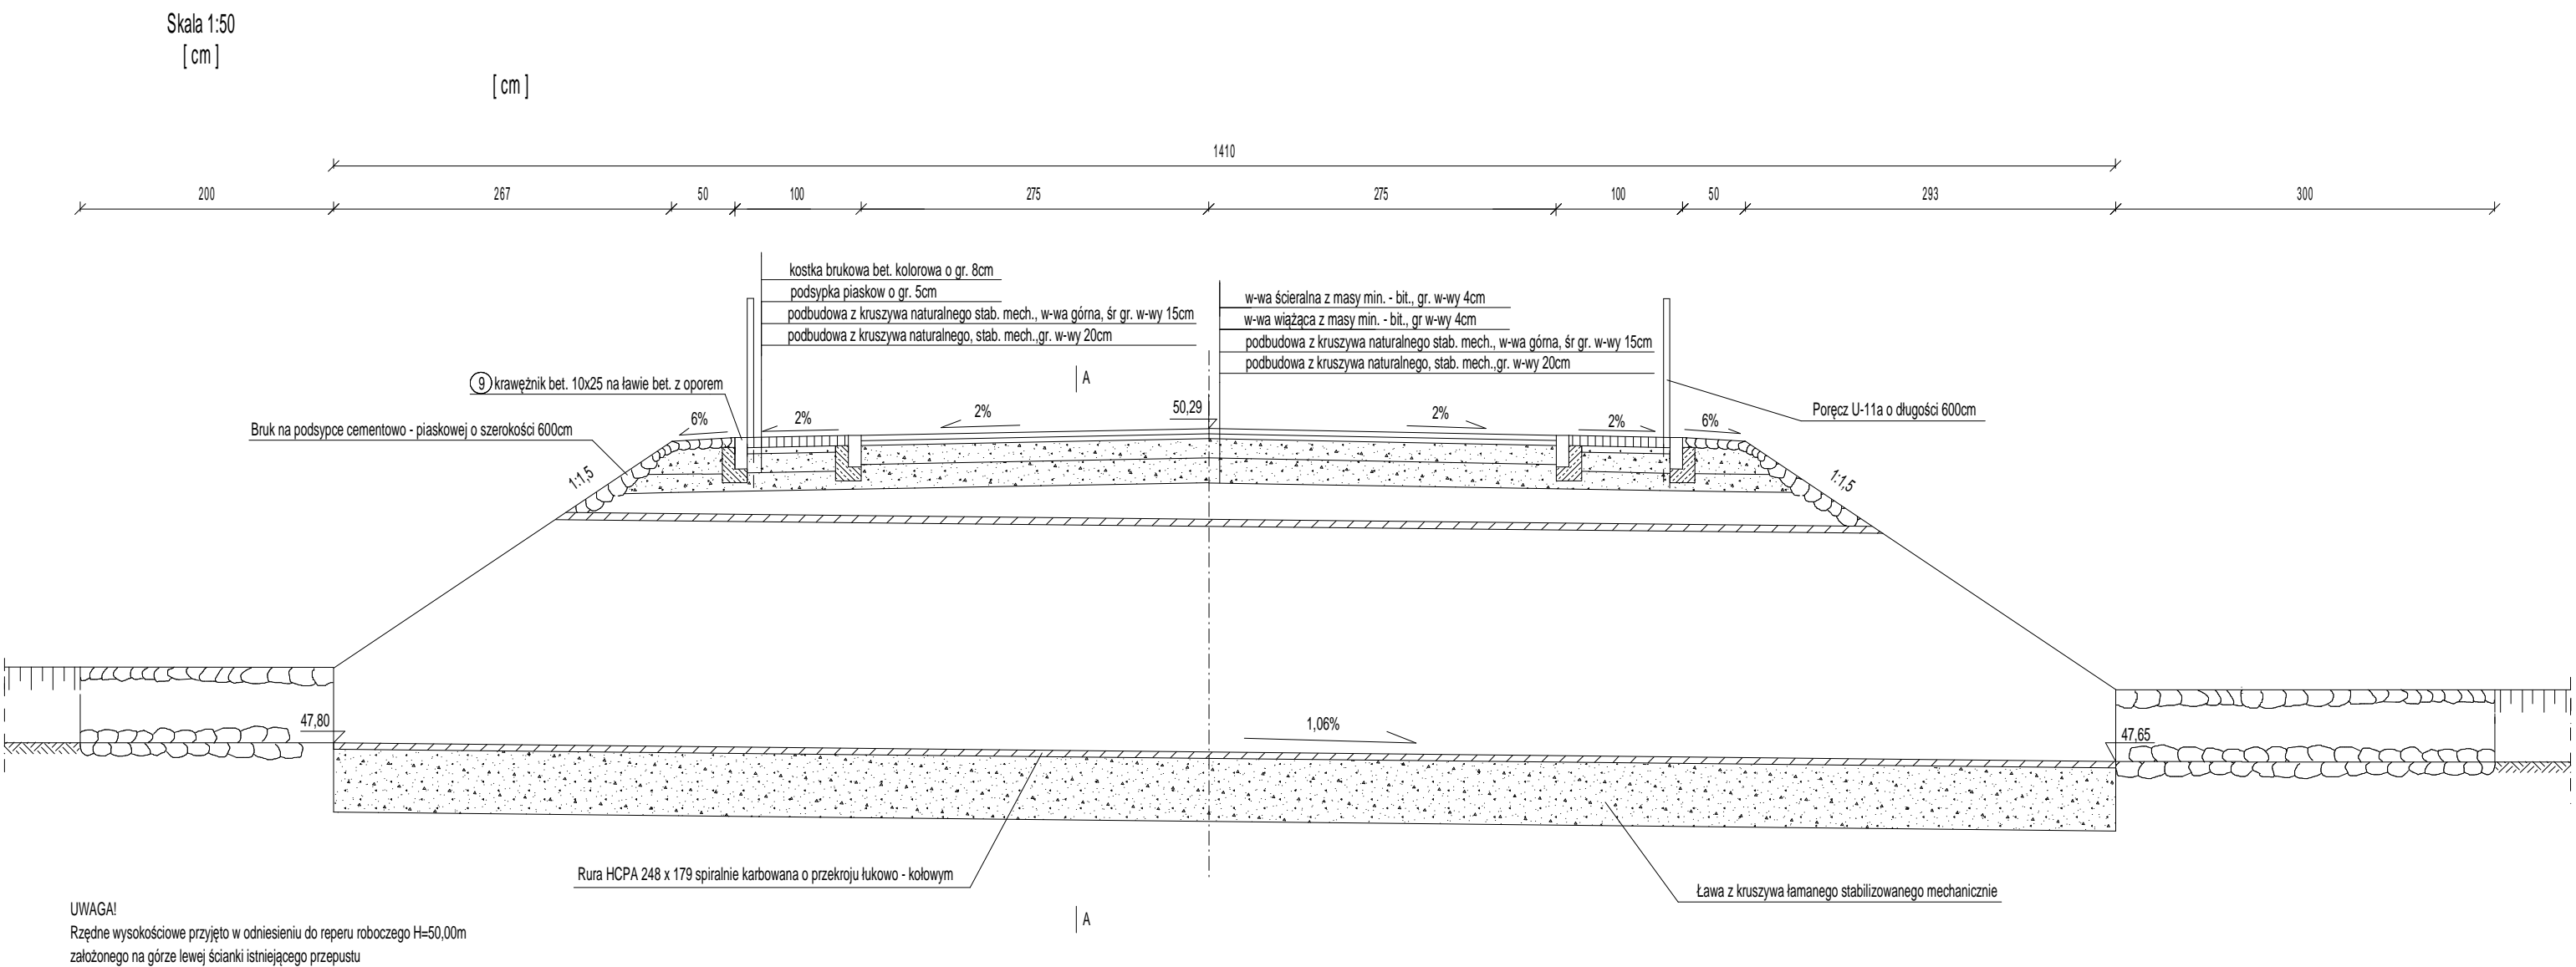 Skala 1:50
[ cm ]
[ cm ]
1410
200 267 50 100 275 275 100 50 293 300
kostka brukowa bet. kolorowa o gr. 8cm
podsypka piaskow o gr. 5cm
podbudowa z kruszywa naturalnego stab. mech., w-wa górna, śr gr. w-wy 15cm
podbudowa z kruszywa naturalnego, stab. mech.,gr. w-wy 20cm
w-wa ścieralna z masy min. - bit., gr. w-wy 4cm
w-wa wiążąca z masy min. - bit., gr w-wy 4cm
podbudowa z kruszywa naturalnego stab. mech., w-wa górna, śr gr. w-wy 15cm
podbudowa z kruszywa naturalnego, stab. mech.,gr. w-wy 20cm
A
9 krawężnik bet. 10x25 na ławie bet. z oporem
Poręcz U-11a o długości 600cm
Bruk na podsypce cementowo - piaskowej o szerokości 600cm
6% 2% 2% 50,29 2% 2% 6%
1:1,5
1:1,5
47,80
1,06%
47,65
Rura HCPA 248 x 179 spiralnie karbowana o przekroju łukowo - kołowym
Ława z kruszywa łamanego stabilizowanego mechanicznie
A
UWAGA!
Rzędne wysokościowe przyjęto w odniesieniu do reperu roboczego H=50,00m
założonego na górze lewej ścianki istniejącego przepustu